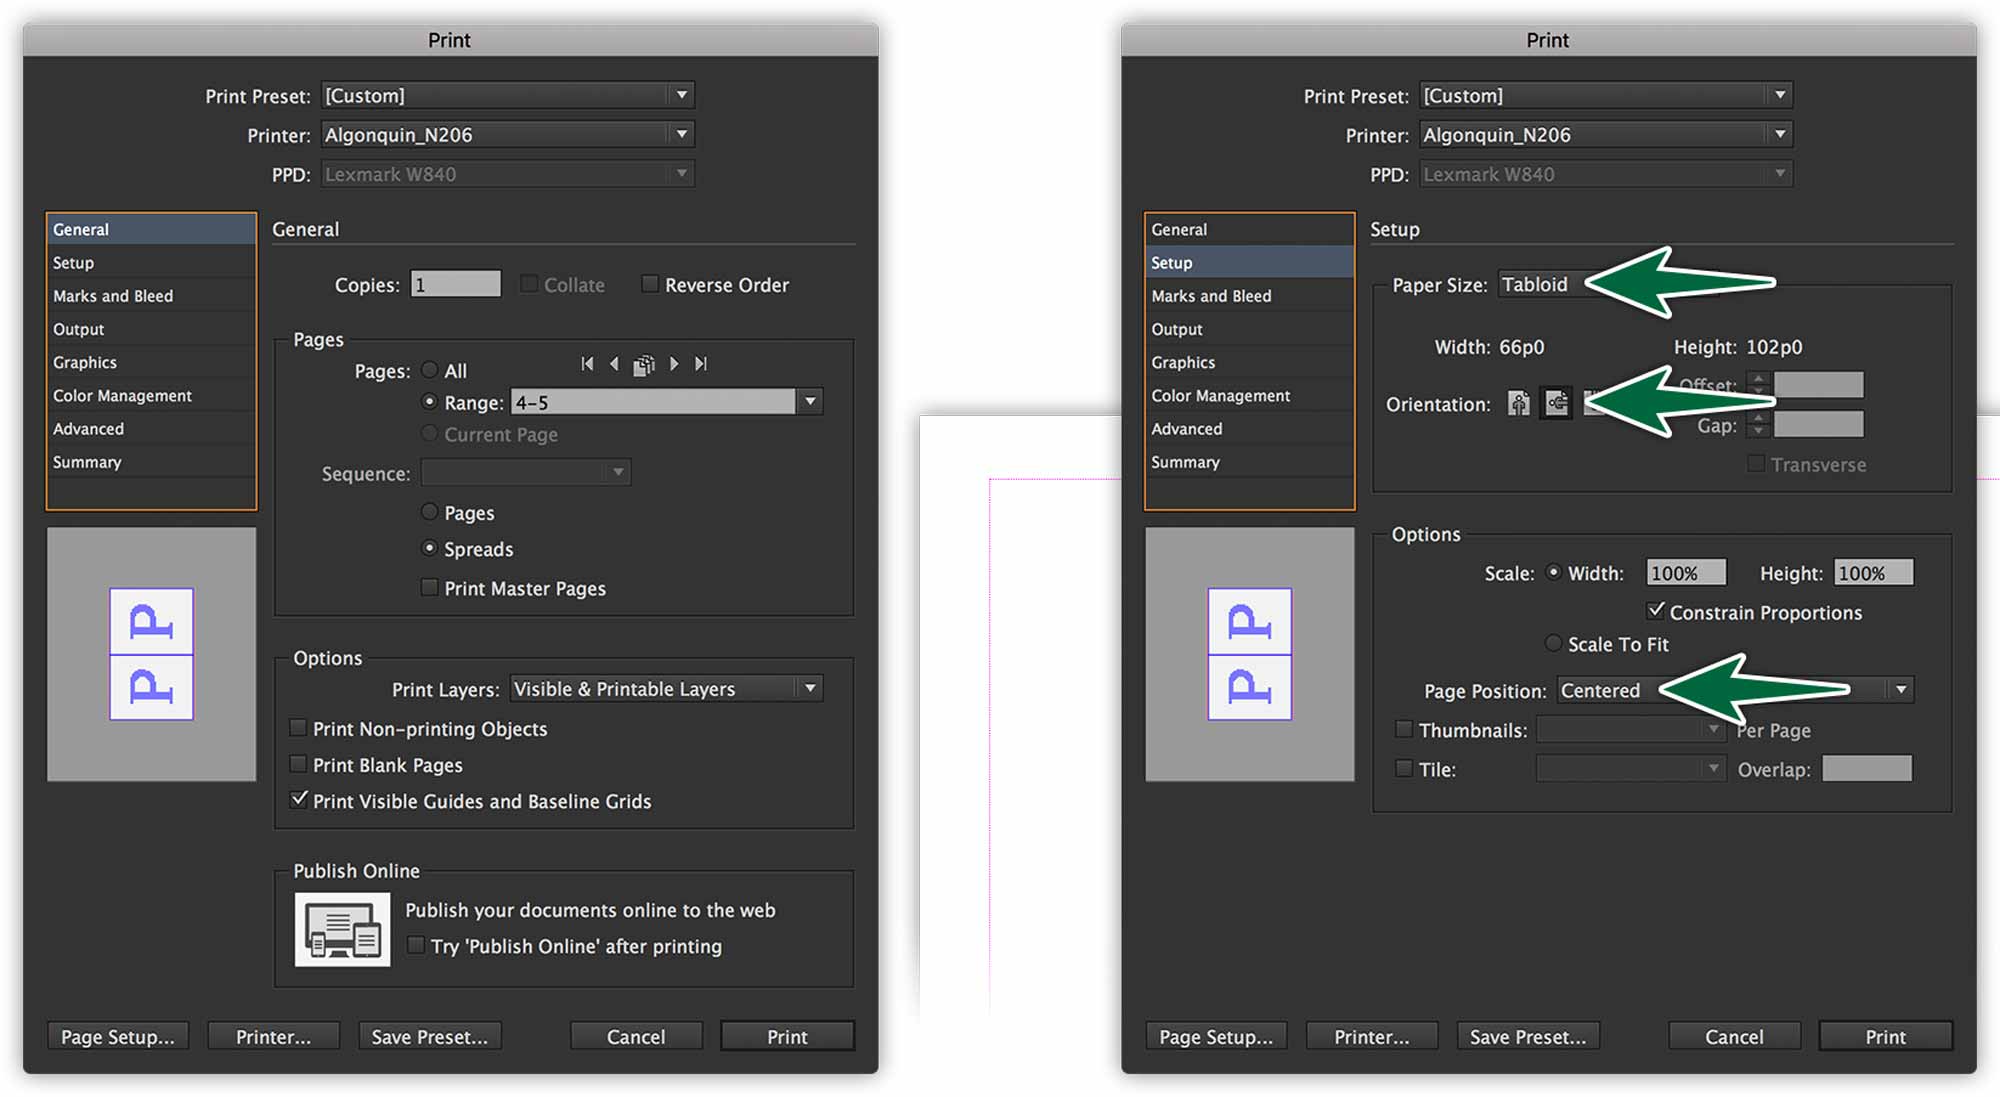 Print
Print Preset: [Custom]
Printer: Algonquin_N206
PPD: Lexmark W840
General
Setup
Marks and Bleed
Output
Graphics
Color Management
Advanced
Summary
P
P
General
Copies: 1 Collate Reverse Order
Pages
Pages: All
Range: 4-5
Current Page
Sequence:
Pages
Spreads
Print Master Pages
Options
Print Layers: Visible & Printable Layers
Print Non-printing Objects
Print Blank Pages
Print Visible Guides and Baseline Grids
Publish Online
Publish your documents online to the web
Try 'Publish Online' after printing
Page Setup... Printer... Save Preset... Cancel Print
Print
Print Preset: [Custom]
Printer: Algonquin_N206
PPD: Lexmark W840
General
Setup
Marks and Bleed
Output
Graphics
Color Management
Advanced
Summary
P
P
Setup
Paper Size: Tabloid
Width: 66p0 Height: 102p0
Orientation: Offset:
Gap:
Transverse
Options
Scale: Width: 100% Height: 100%
Constrain Proportions
Scale To Fit
Page Position: Centered
Thumbnails: Per Page
Tile: Overlap:
Page Setup... Printer... Save Preset... Cancel Print